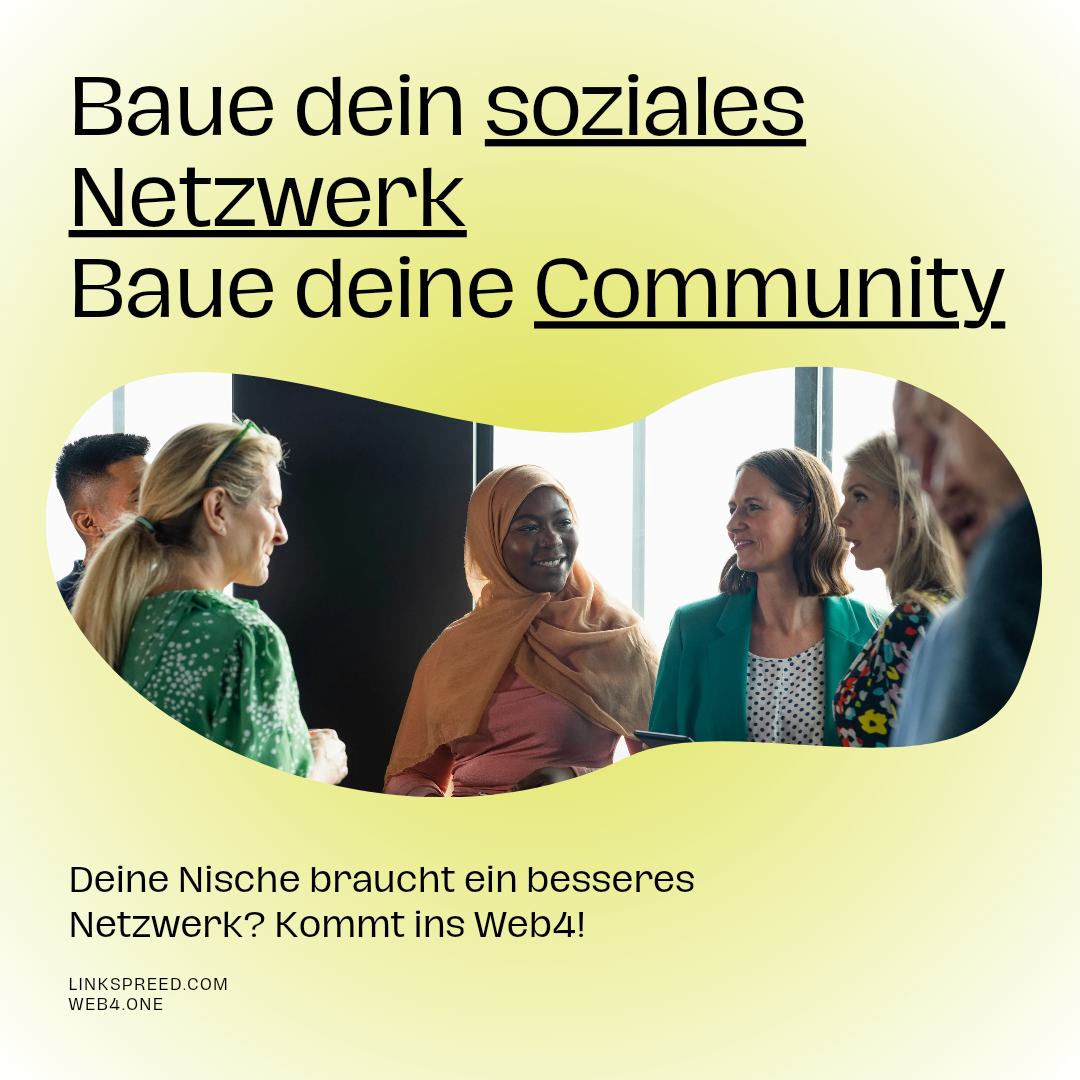 Baue dein soziales
Netzwerk
Baue deine Community
Deine Nische braucht ein besseres
Netzwerk? Kommt ins Web4!
LINKSPREED.COM
WEB4.ONE